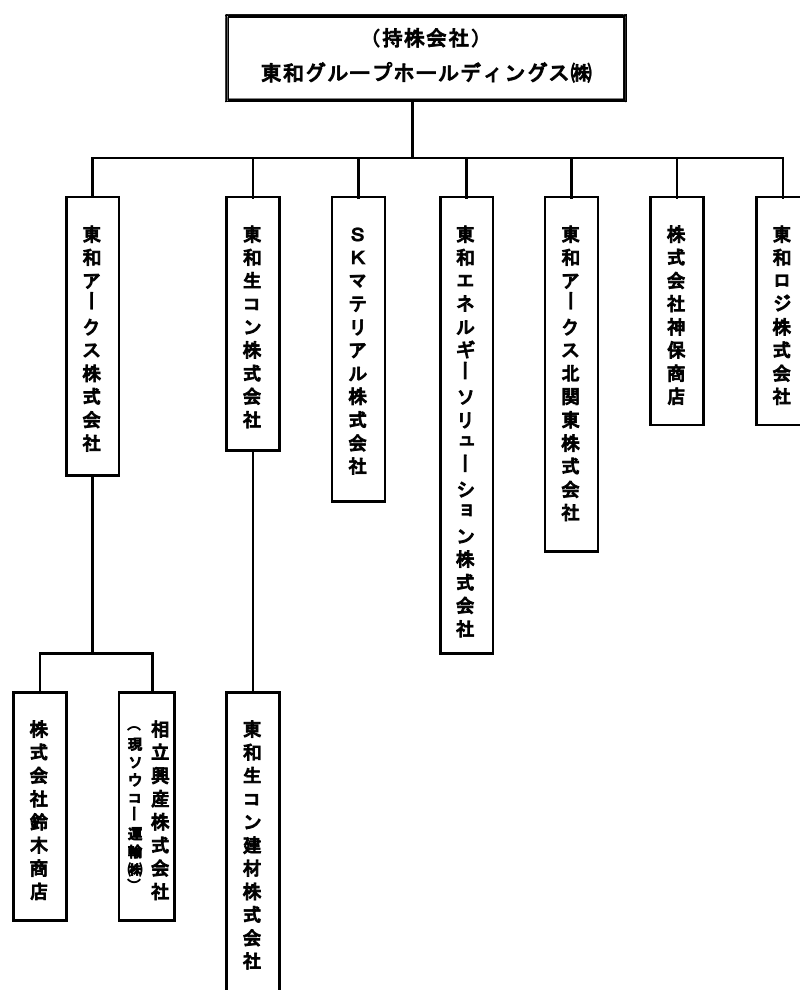 （持株会社）
東和グループホールディングス㈱
東和アークス株式会社
東和生コン株式会社
ＳＫマテリアル株式会社
東和エネルギーソリューション株式会社
東和アークス北関東株式会社
株式会社神保商店
東和ロジ株式会社
株式会社鈴木商店
相立興産株式会社
（現ソウコー運輸㈱）
東和生コン建材株式会社